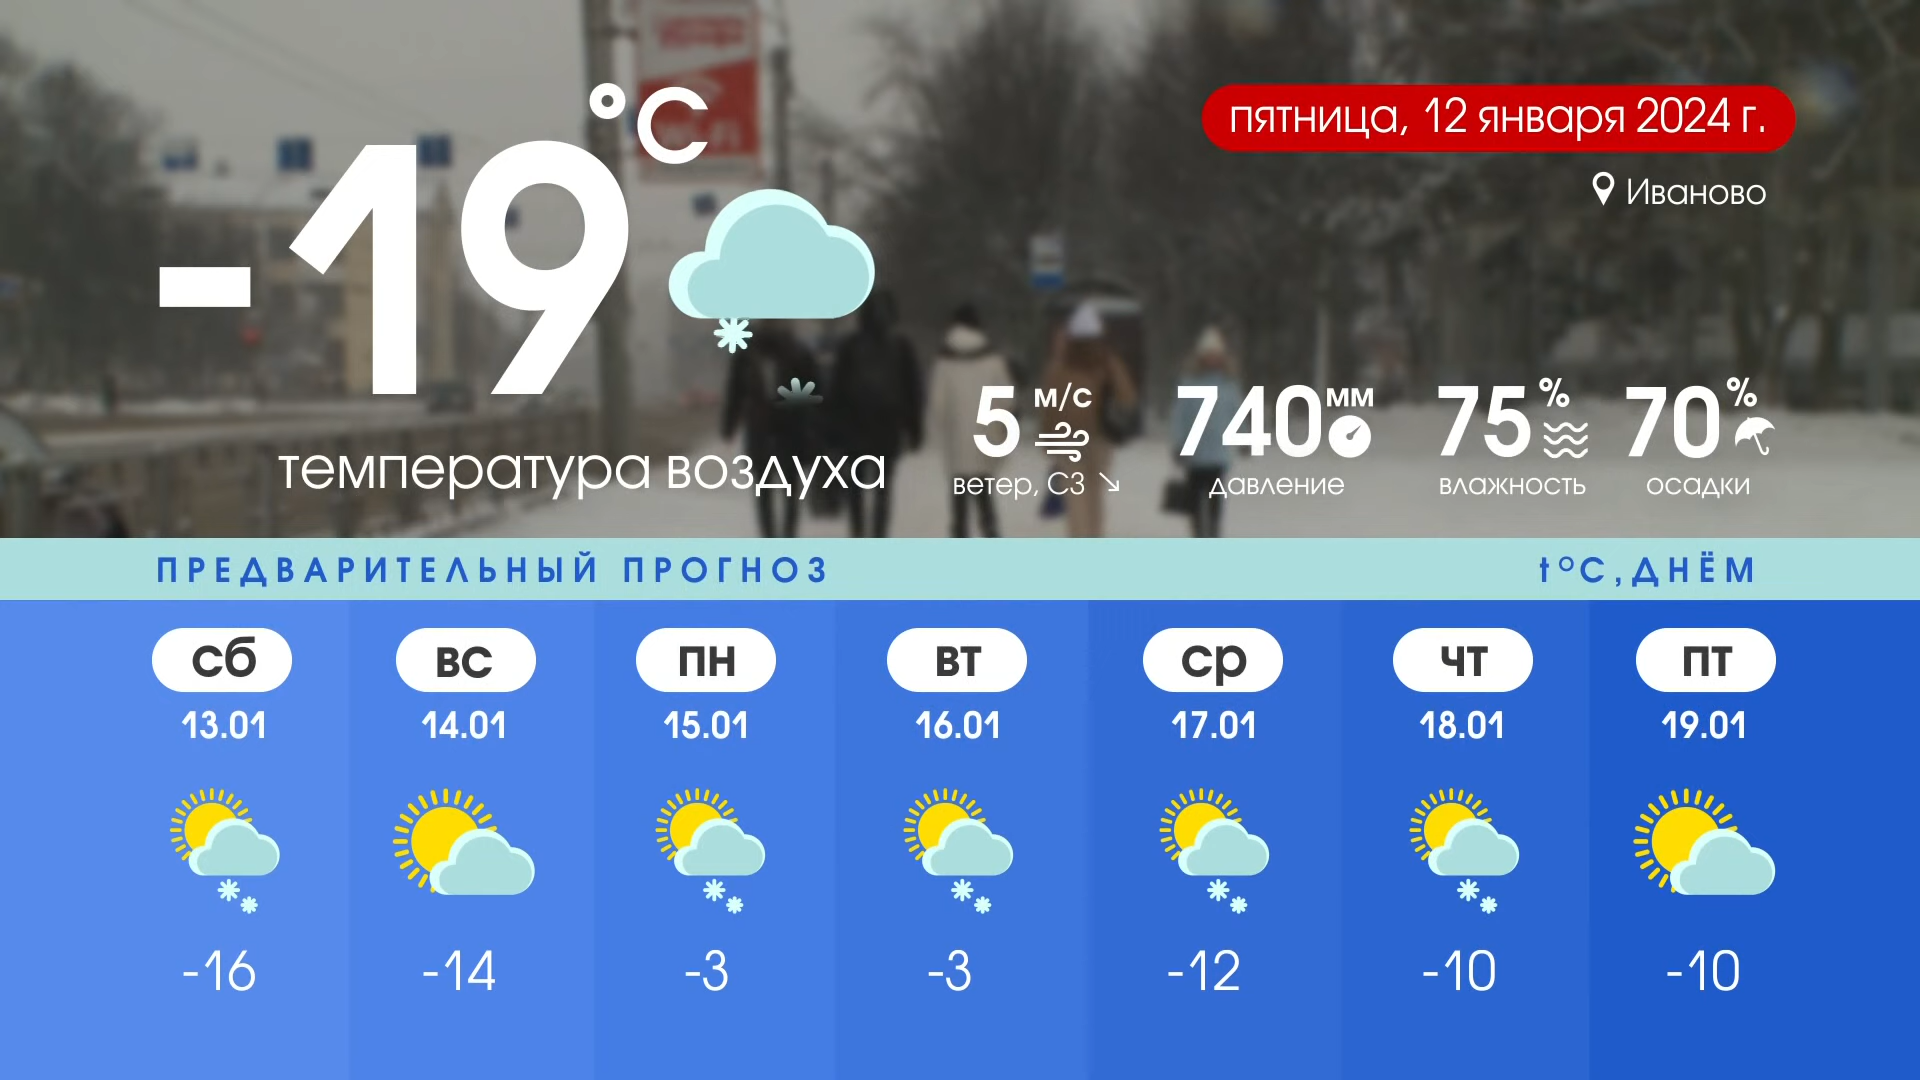 пятница, 12 января 2024 г.
Иваново
-19°C
температура воздуха
5 м/с
ветер, СЗ ↘
740 мм
давление
75 %
влажность
70 %
осадки
ПРЕДВАРИТЕЛЬНЫЙ ПРОГНОЗ
t°C, ДНЁМ
сб вс пн вт ср чт пт
13.01 14.01 15.01 16.01 17.01 18.01 19.01
-16 -14 -3 -3 -12 -10 -10